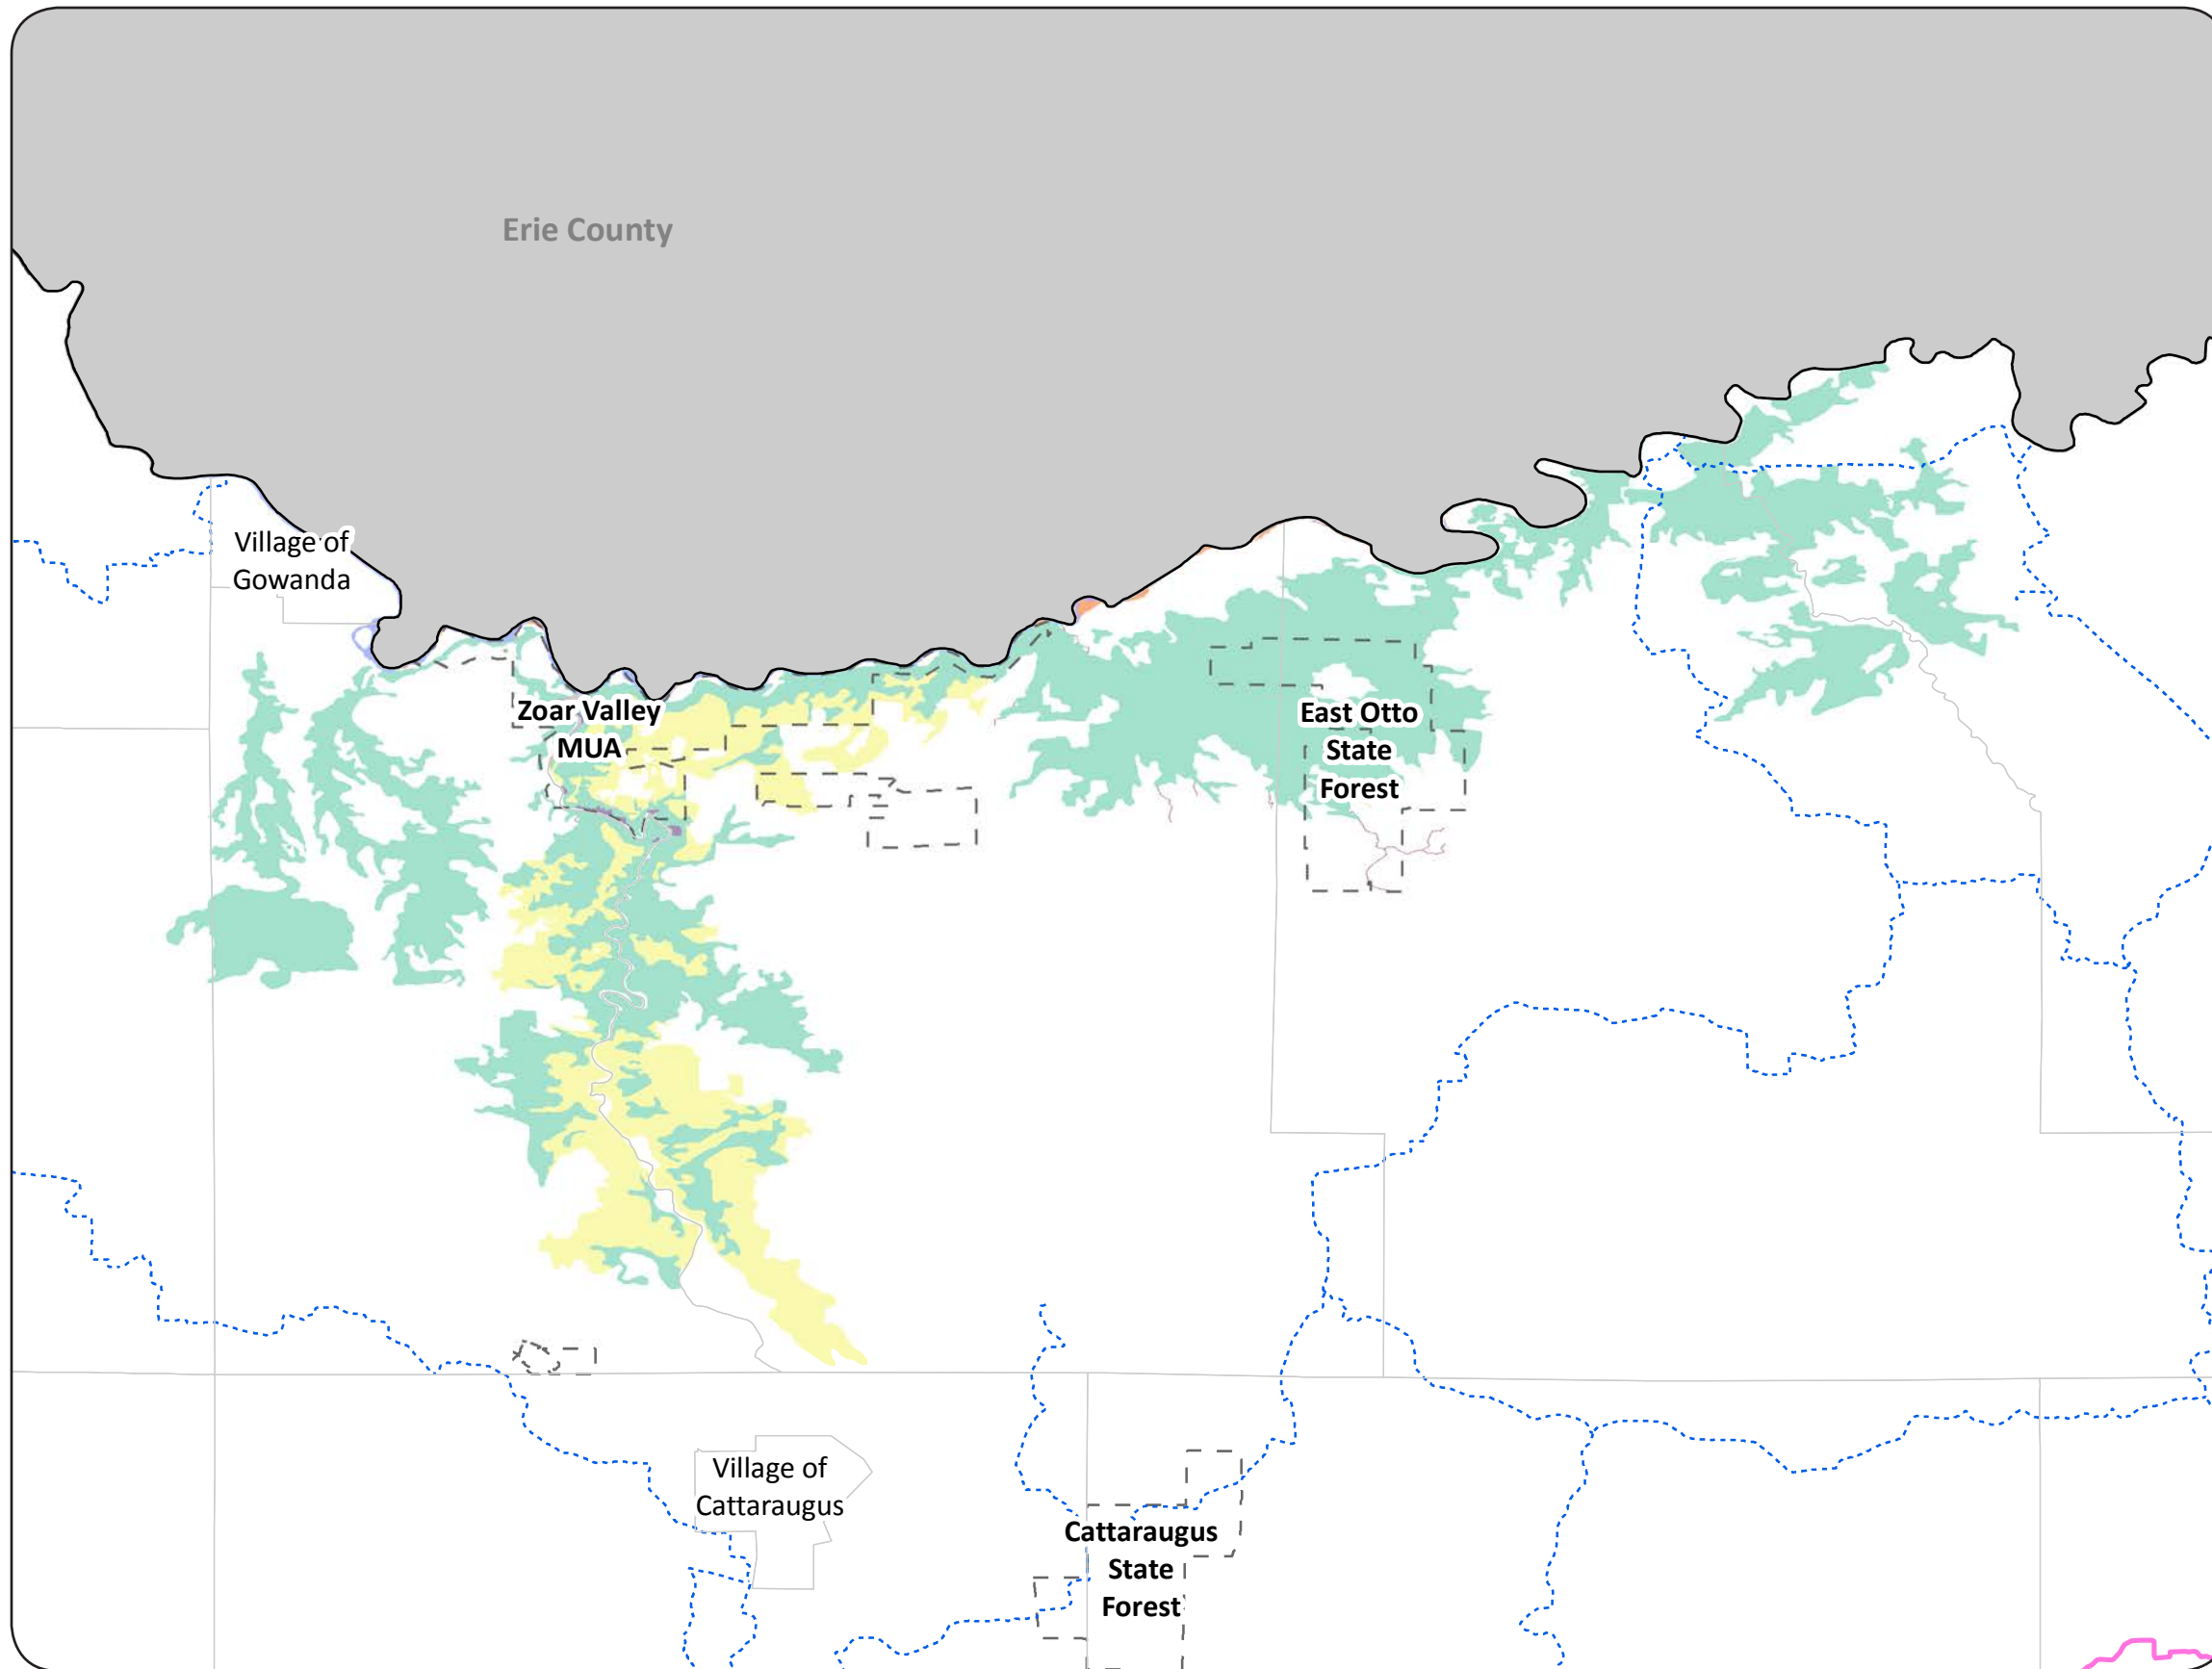 Erie County
Village of
Gowanda
Zoar Valley
MUA
East Otto
State
Forest
Village of
Cattaraugus
Cattaraugus
State
Forest